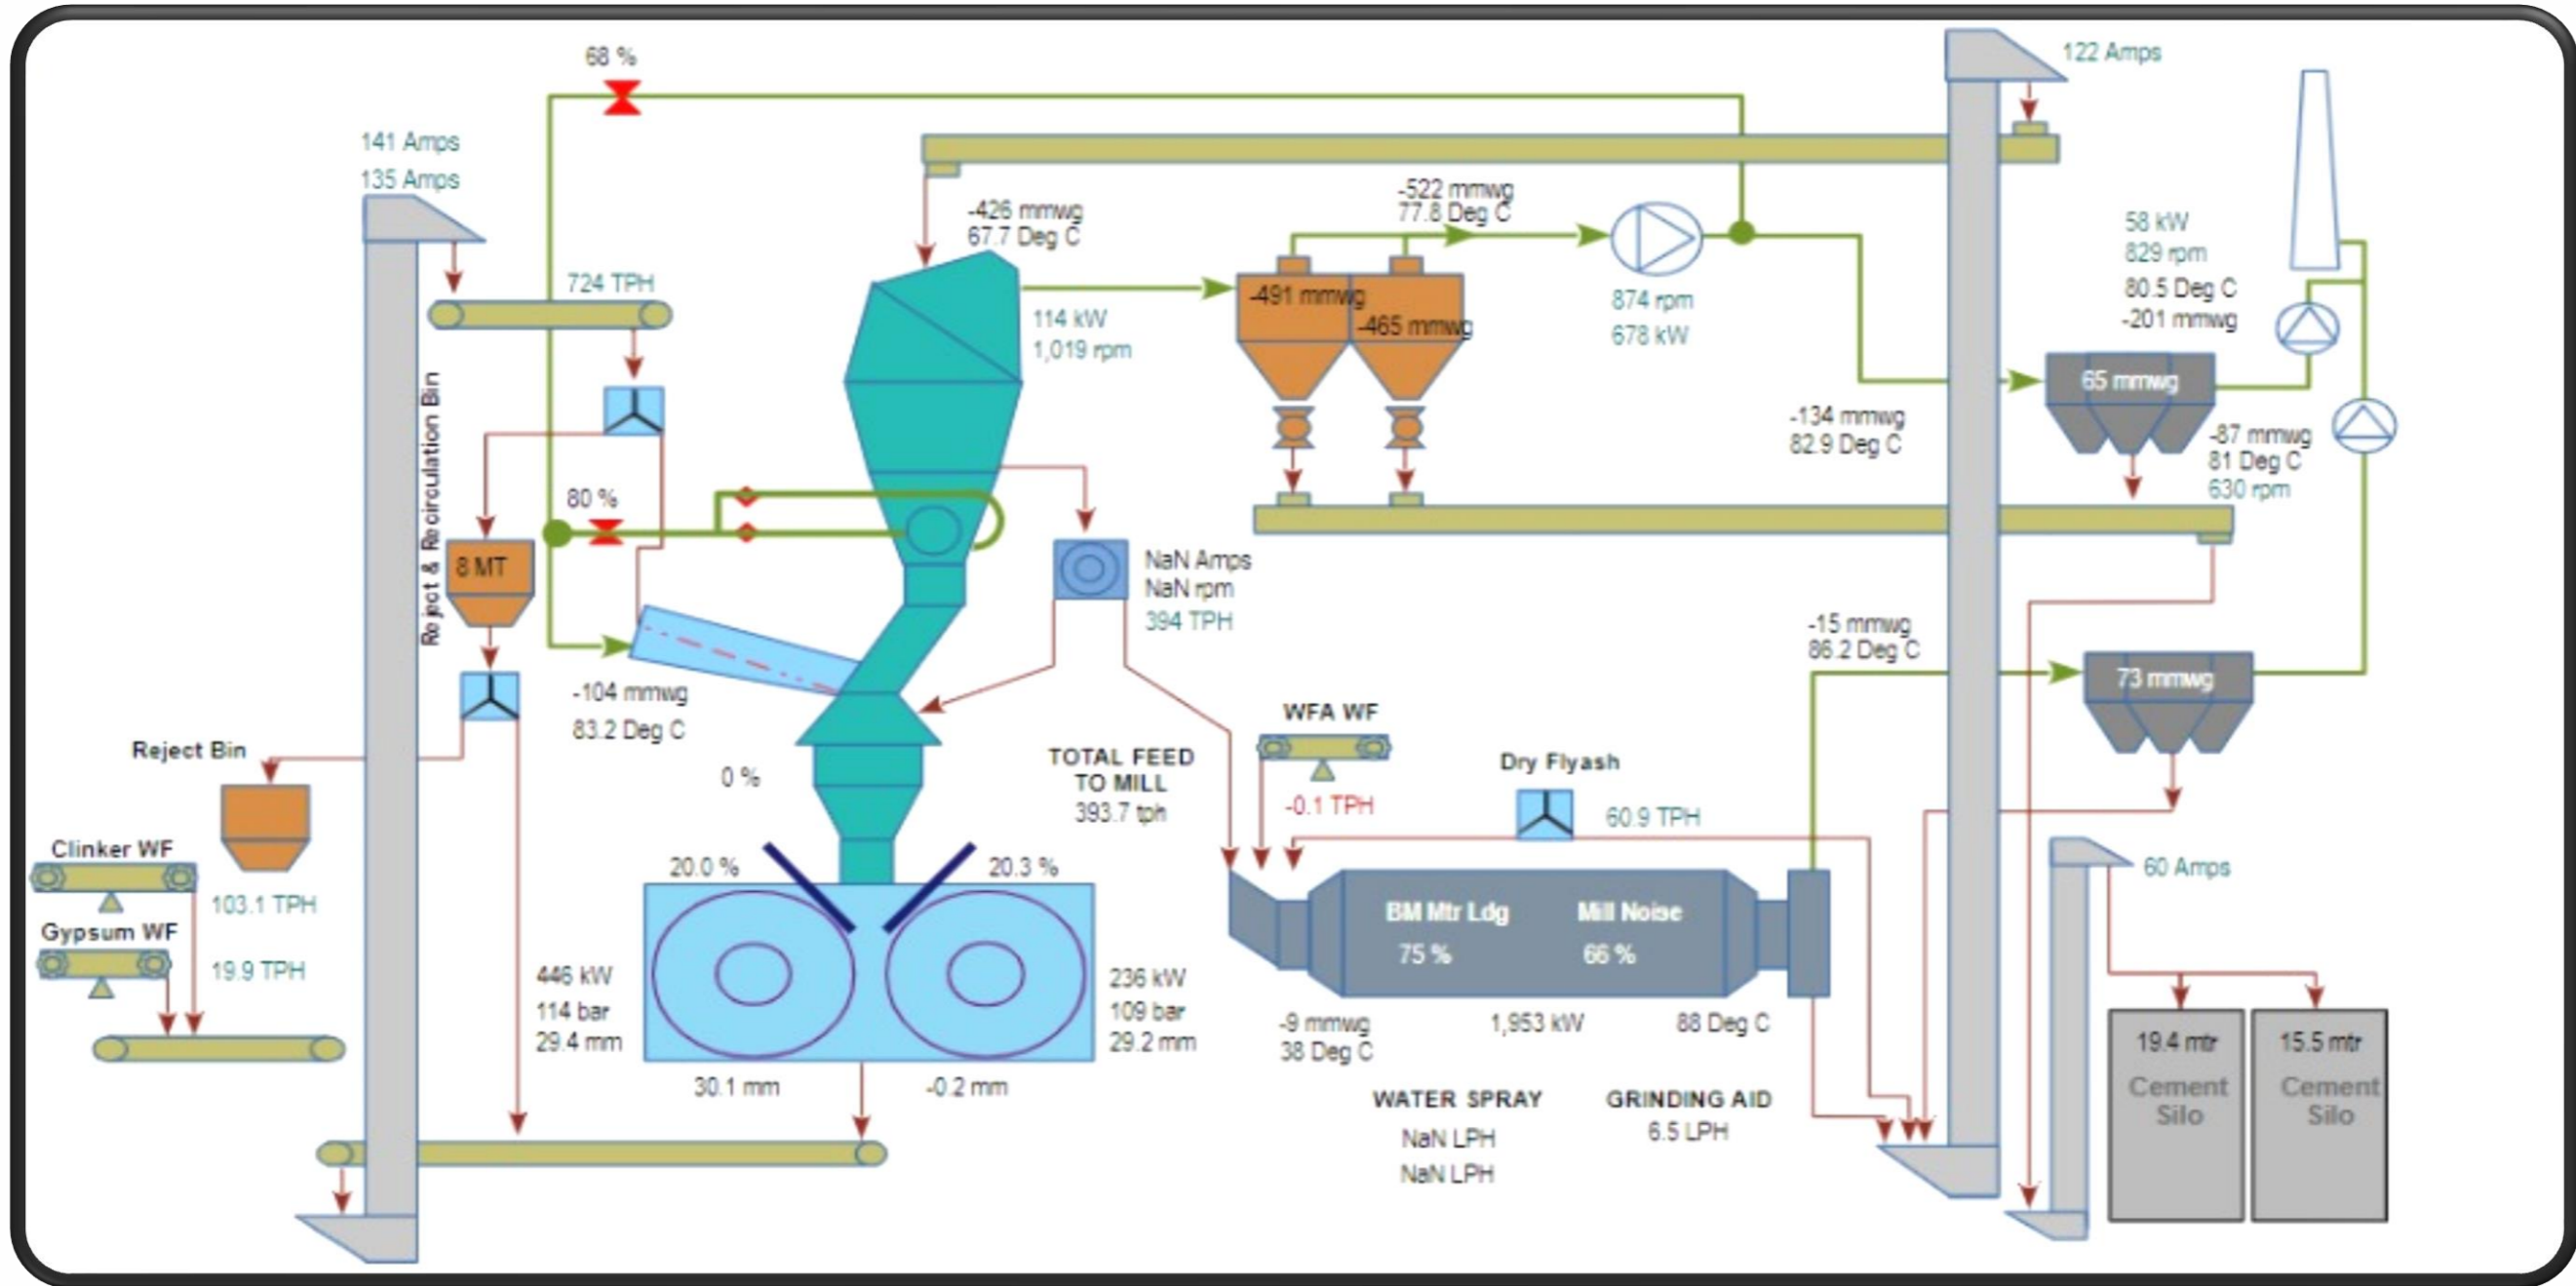 68 %
122 Amps
141 Amps
135 Amps
-426 mmwg
67.7 Deg C
-522 mmwg
77.8 Deg C
58 kW
829 rpm
80.5 Deg C
-201 mmwg
724 TPH
114 kW
1,019 rpm
-491 mmwg
-465 mmwg
874 rpm
678 kW
65 mmwg
-134 mmwg
82.9 Deg C
-87 mmwg
81 Deg C
630 rpm
Reject & Recirculation Bin
80 %
8 MT
NaN Amps
NaN rpm
394 TPH
-15 mmwg
86.2 Deg C
73 mmwg
-104 mmwg
83.2 Deg C
Reject Bin
0 %
TOTAL FEED
TO MILL
393.7 tph
WFA WF
-0.1 TPH
Dry Flyash
60.9 TPH
Clinker WF
103.1 TPH
Gypsum WF
19.9 TPH
20.0 %
20.3 %
60 Amps
BM Mtr Ldg
75 %
Mill Noise
66 %
446 kW
114 bar
29.4 mm
236 kW
109 bar
29.2 mm
30.1 mm
-0.2 mm
-9 mmwg
38 Deg C
1,953 kW
88 Deg C
WATER SPRAY
NaN LPH
NaN LPH
GRINDING AID
6.5 LPH
19.4 mtr
Cement
Silo
15.5 mtr
Cement
Silo